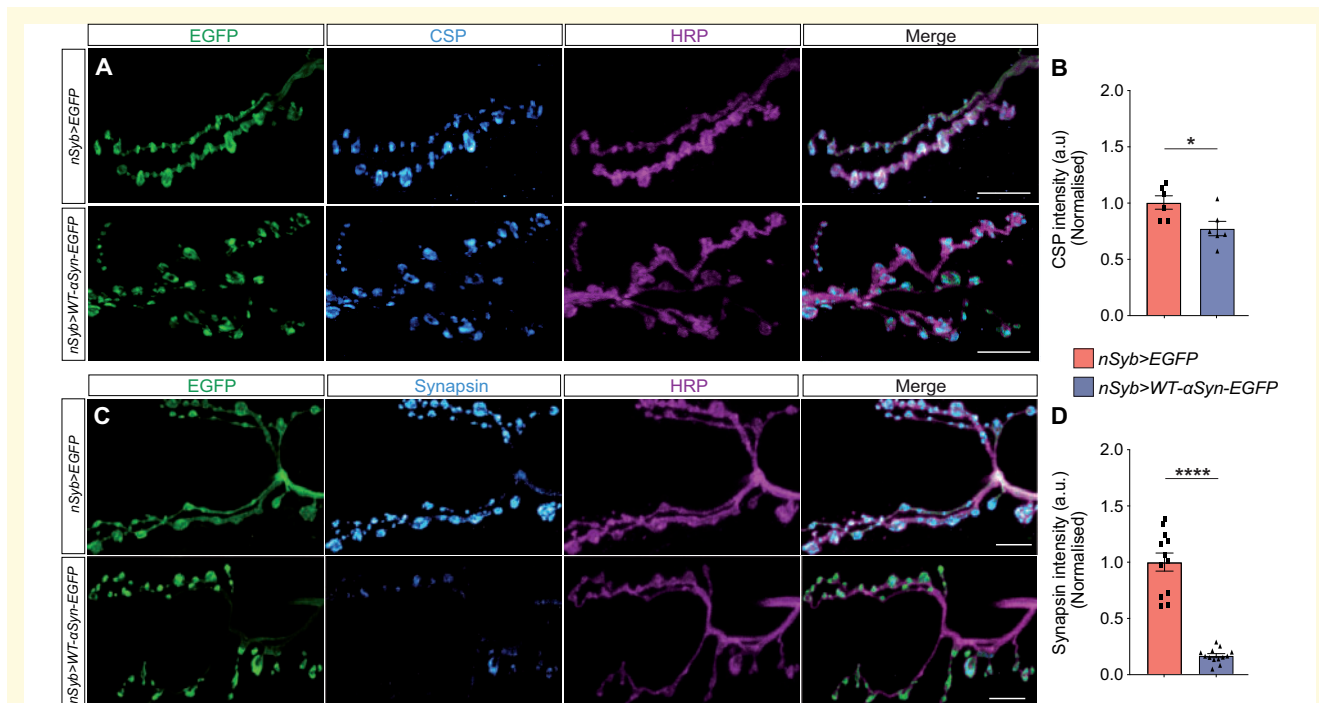 EGFP CSP HRP Merge
A
nSyb>EGFP
nSyb>WT-αSyn-EGFP
B
2.0
1.5
1.0
0.5
0.0
CSP intensity (a.u)
(Normalised)
*
nSyb>EGFP
nSyb>WT-αSyn-EGFP
EGFP Synapsin HRP Merge
C
nSyb>EGFP
nSyb>WT-αSyn-EGFP
D
2.0
1.5
1.0
0.5
0.0
Synapsin intensity (a.u.)
(Normalised)
****